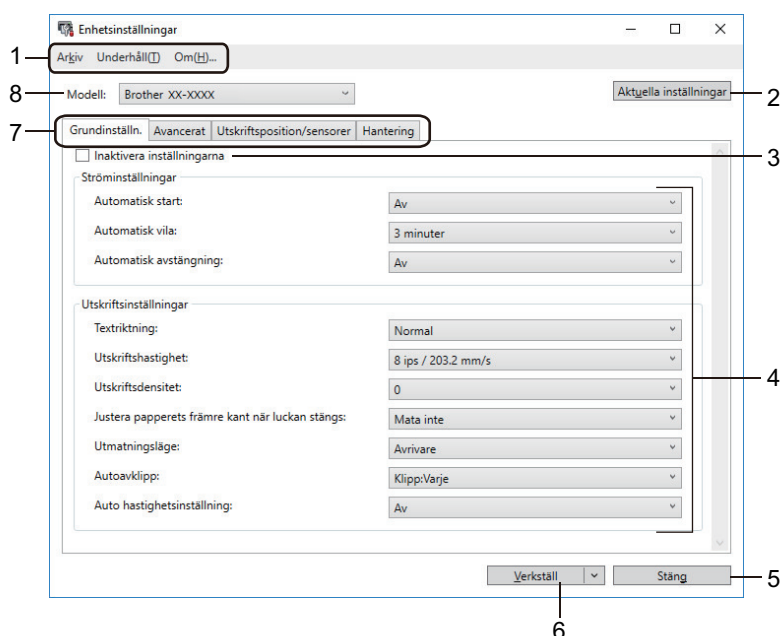 Enhetsinställningar
1
Arkiv Underhåll(T) Om(H)...
8
Modell: Brother XX-XXXX
Aktuella inställningar
2
7
Grundinställn. Avancerat Utskriftsposition/sensorer Hantering
Inaktivera inställningarna
3
Ströminställningar
Automatisk start: Av
Automatisk vila: 3 minuter
Automatisk avstängning: Av
Utskriftsinställningar
Textriktning: Normal
Utskriftshastighet: 8 ips / 203.2 mm/s
4
Utskriftsdensitet: 0
Justera papperets främre kant när luckan stängs: Mata inte
Utmatningsläge: Avrivare
Autoavklipp: Klipp:Varje
Auto hastighetsinställning: Av
Verkställ Stäng
5
6